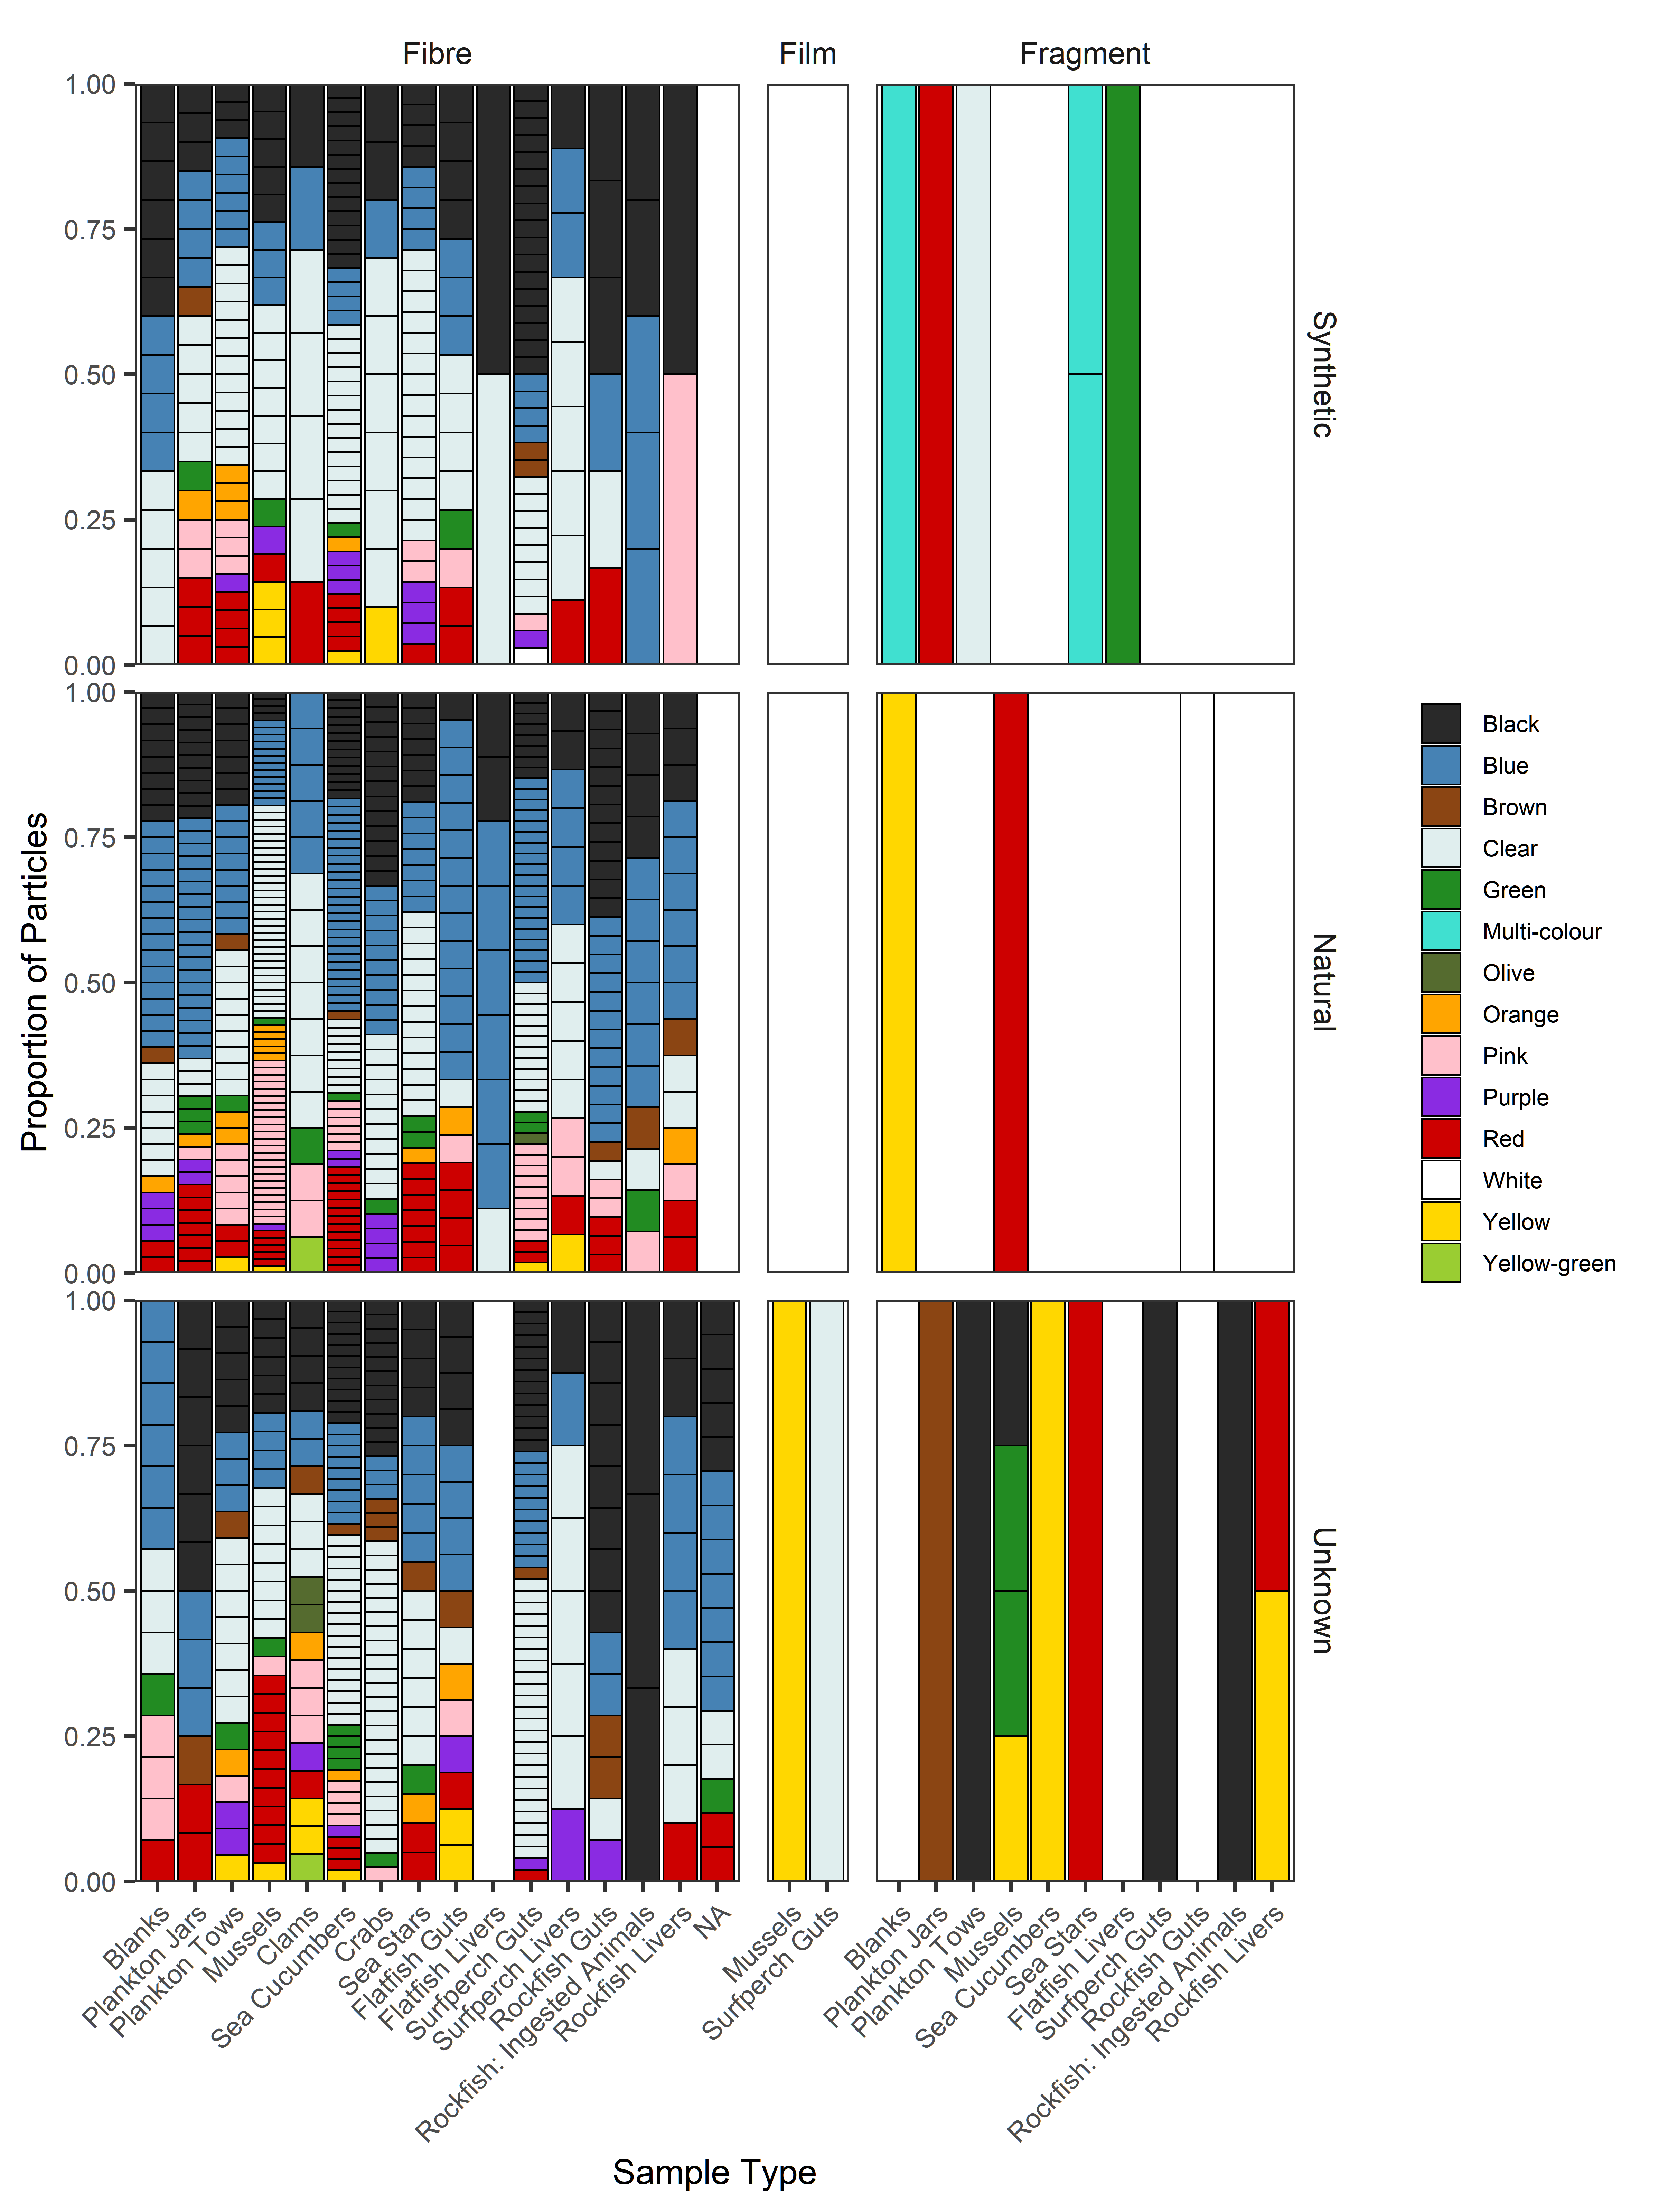 Fibre
Film
Fragment
1.00
0.75
0.50
0.25
0.00
Synthetic
1.00
0.75
0.50
0.25
0.00
Natural
1.00
0.75
0.50
0.25
0.00
Unknown
Proportion of Particles
Blanks
Plankton Jars
Plankton Tows
Mussels
Clams
Sea Cucumbers
Crabs
Sea Stars
Flatfish Guts
Flatfish Livers
Surfperch Guts
Surfperch Livers
Rockfish Guts
Rockfish: Ingested Animals
Rockfish Livers
NA
Mussels
Surfperch Guts
Blanks
Plankton Jars
Plankton Tows
Mussels
Sea Cucumbers
Sea Stars
Flatfish Livers
Surfperch Guts
Rockfish Guts
Rockfish: Ingested Animals
Rockfish Livers
Sample Type
Black
Blue
Brown
Clear
Green
Multi-colour
Olive
Orange
Pink
Purple
Red
White
Yellow
Yellow-green